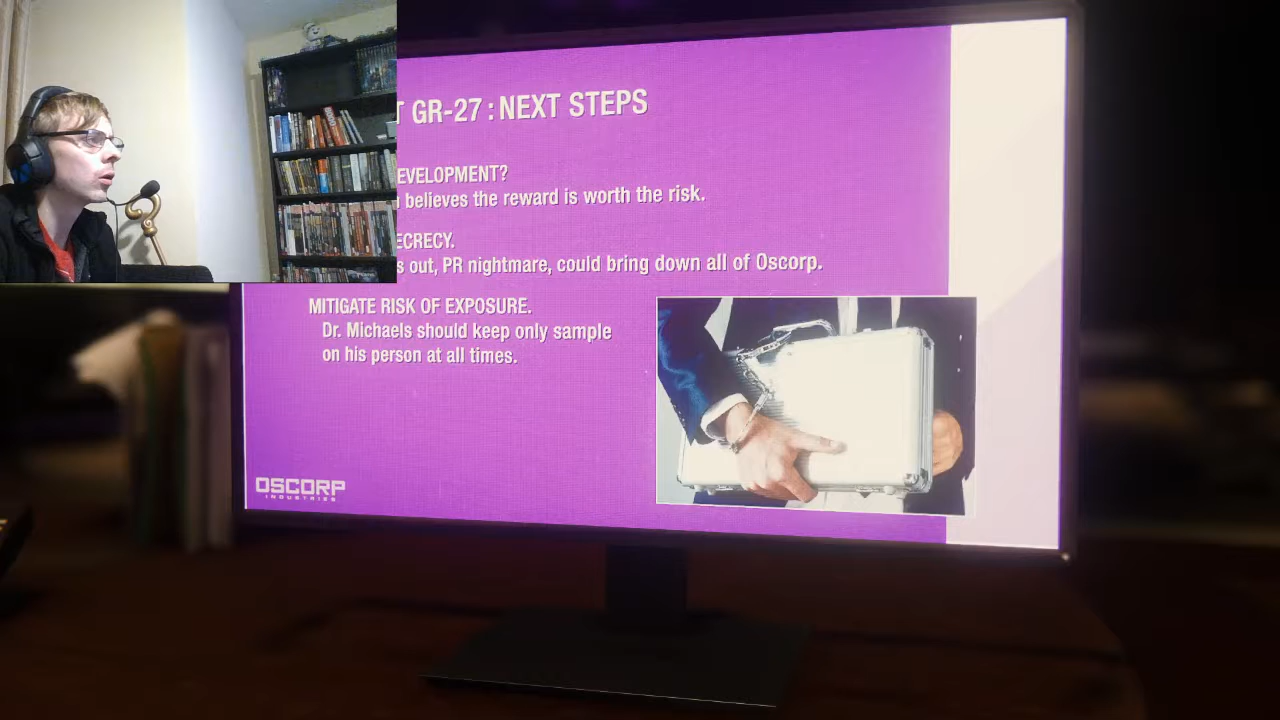 GR-27 : NEXT STEPS
EVELOPMENT?
believes the reward is worth the risk.
ECRECY.
s out, PR nightmare, could bring down all of Oscorp.
MITIGATE RISK OF EXPOSURE.
Dr. Michaels should keep only sample
on his person at all times.
OSCORP
INDUSTRIES